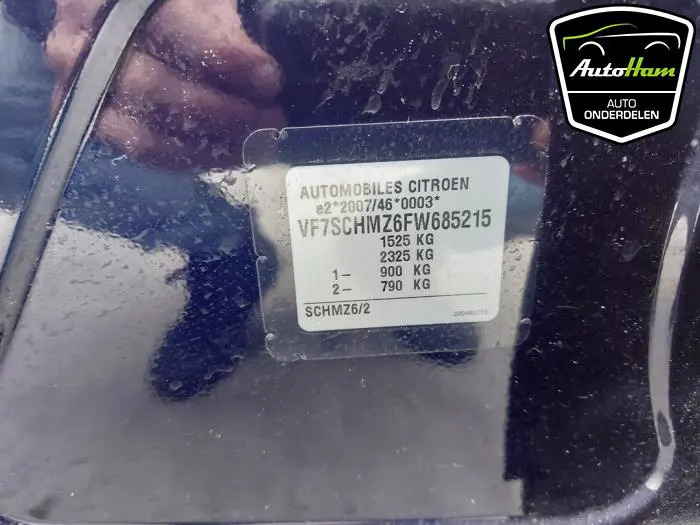 AutoHam
AUTO
ONDERDELEN
AUTOMOBILES CITROEN
e2*2007/46*0003*
VF7SCHMZ6FW685215
1525 KG
2325 KG
1– 900 KG
2– 790 KG
SCHMZ6/2